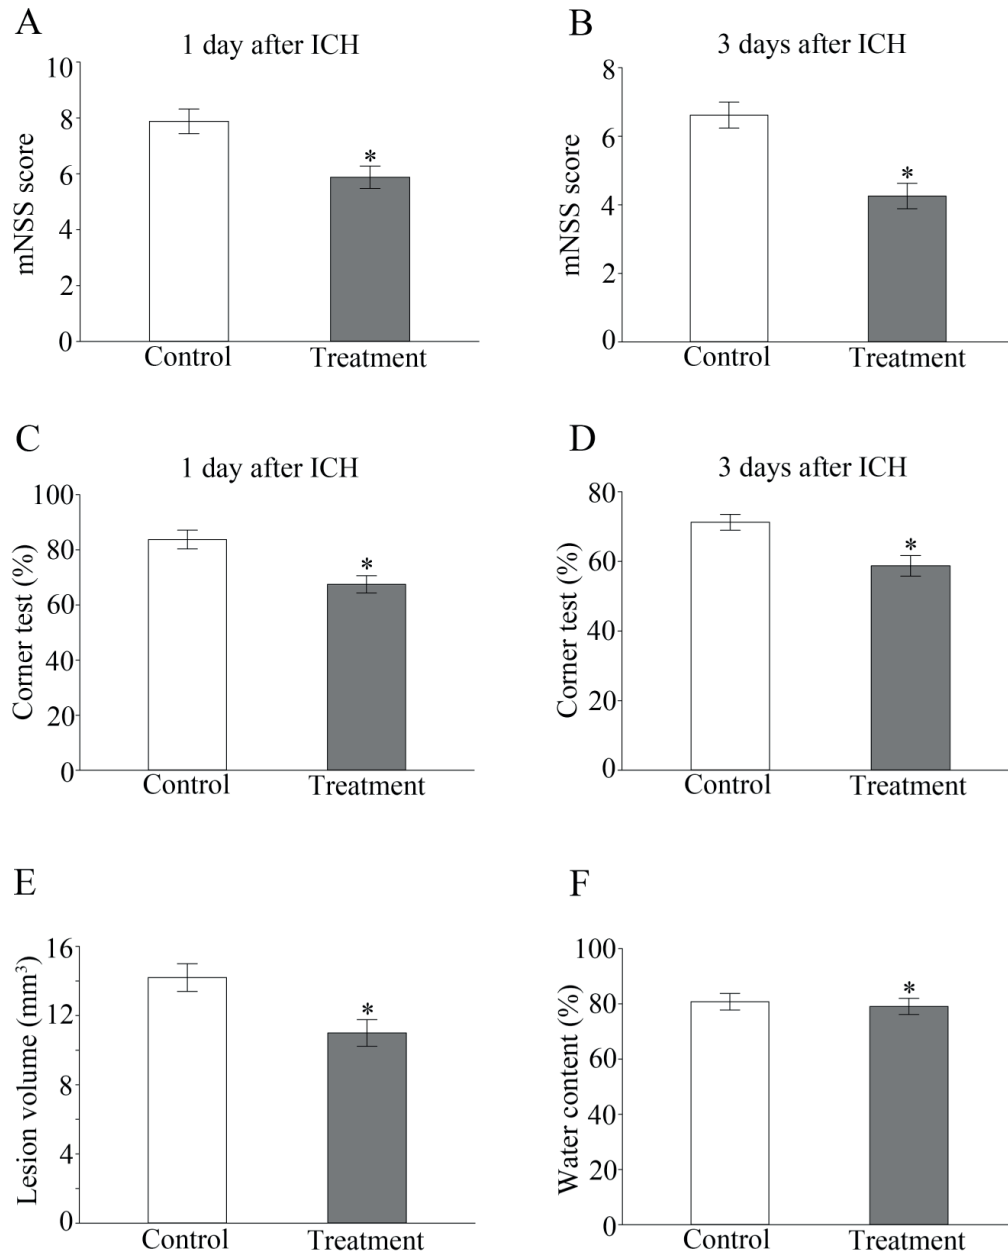 A
1 day after ICH
mNSS score
10
8
6
4
2
0
*
Control
Treatment
B
3 days after ICH
mNSS score
8
6
4
2
0
*
Control
Treatment
C
1 day after ICH
Corner test (%)
100
80
60
40
20
0
*
Control
Treatment
D
3 days after ICH
Corner test (%)
80
60
40
20
0
*
Control
Treatment
E
Lesion volume (mm³)
16
12
8
4
0
*
Control
Treatment
F
Water content (%)
100
80
60
40
20
0
*
Control
Treatment